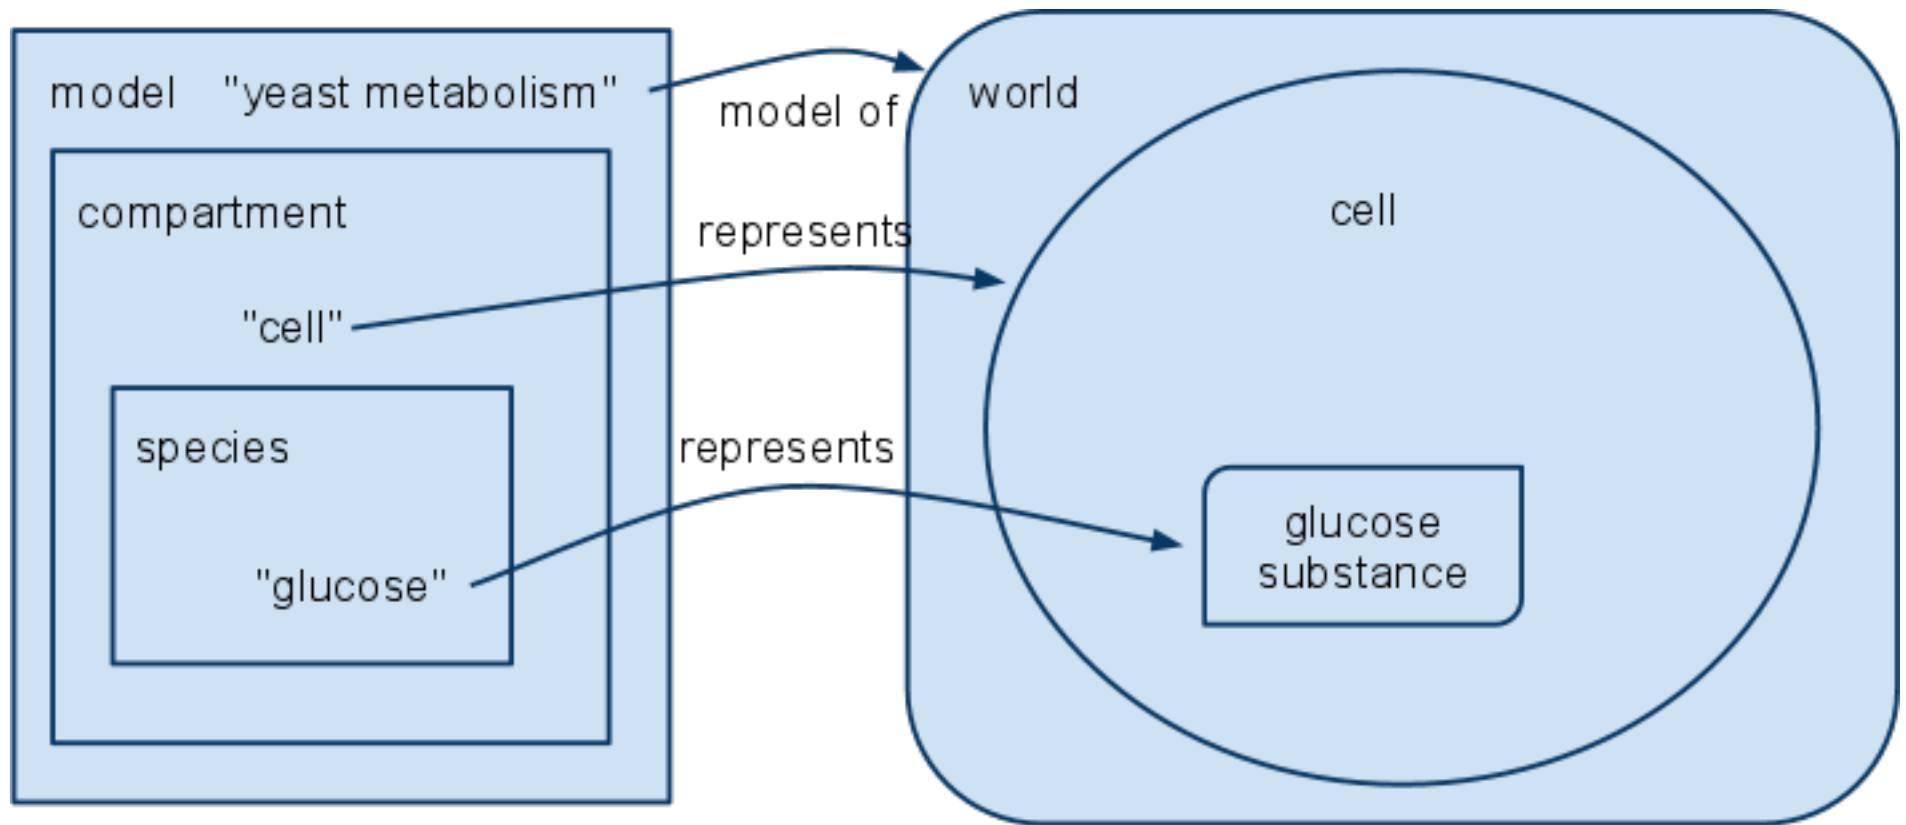 model "yeast metabolism"
model of
world
compartment
represents
cell
"cell"
species
represents
"glucose"
glucose
substance